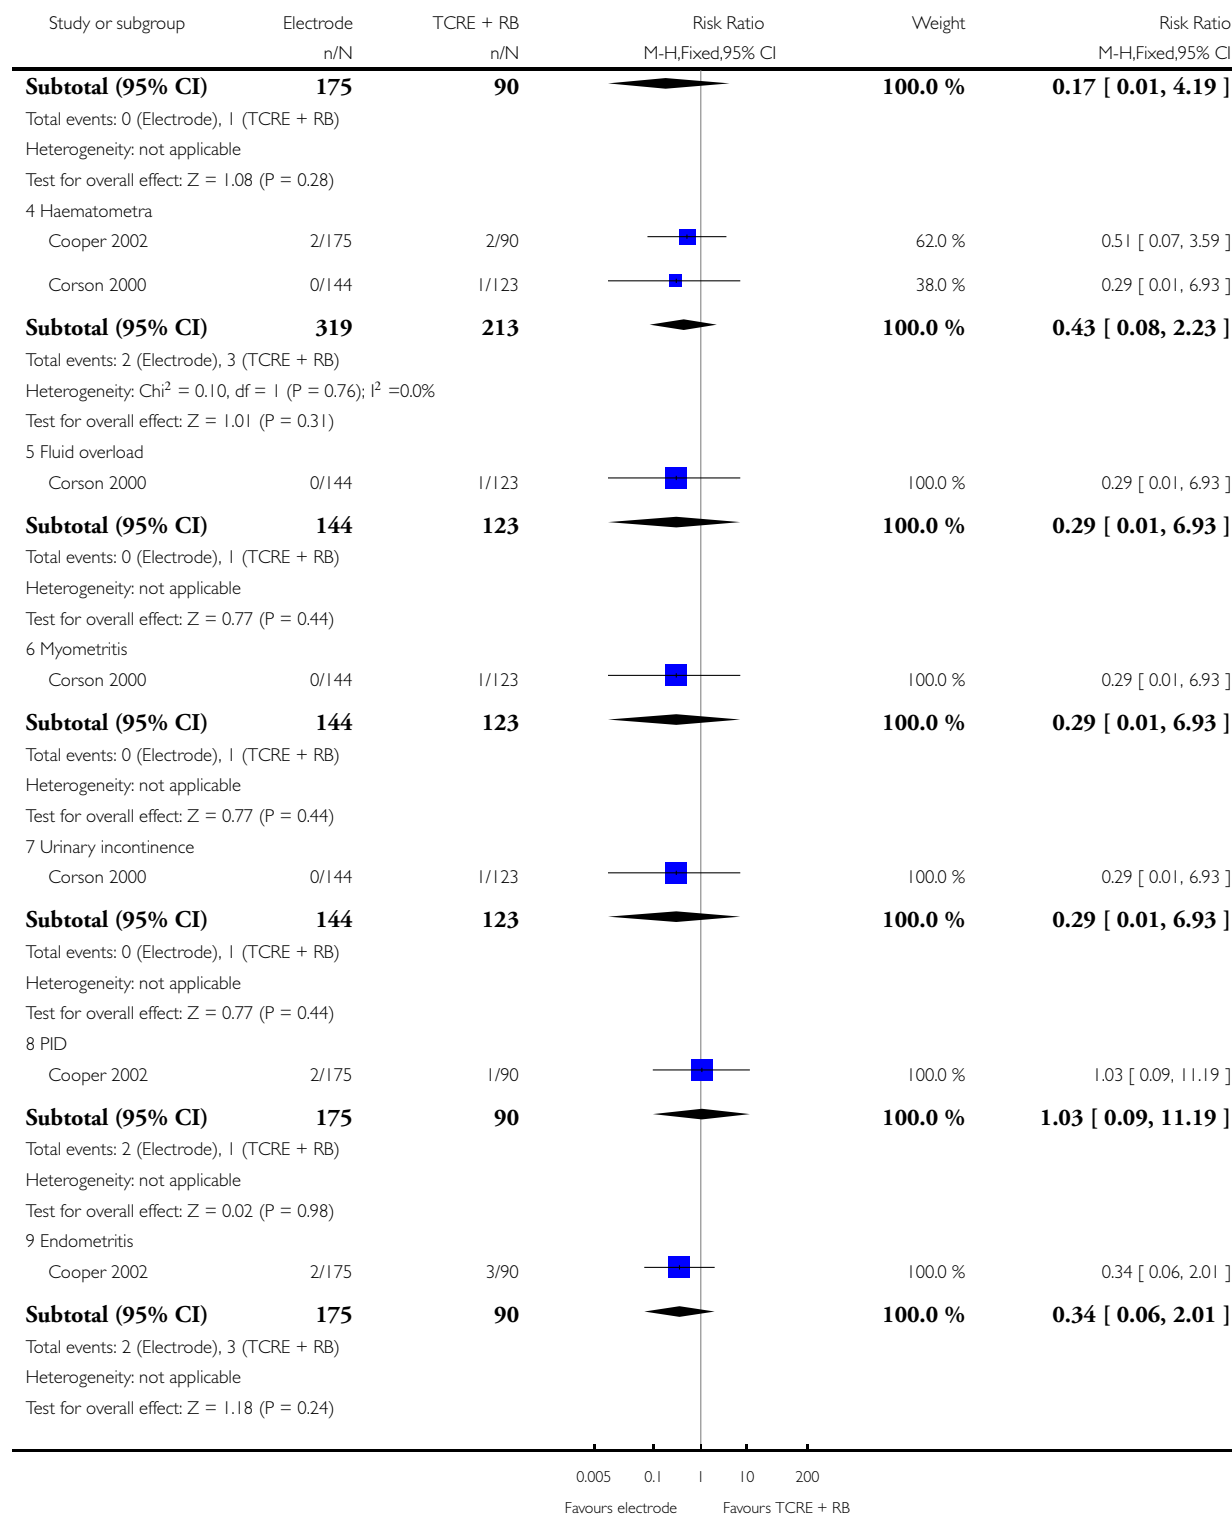 Study or subgroup Electrode TCRE + RB Risk Ratio Weight Risk Ratio
n/N n/N M-H,Fixed,95% CI M-H,Fixed,95% CI
Subtotal (95% CI) 175 90 100.0 % 0.17 [ 0.01, 4.19 ]
Total events: 0 (Electrode), 1 (TCRE + RB)
Heterogeneity: not applicable
Test for overall effect: Z = 1.08 (P = 0.28)
4 Haematometra
Cooper 2002 2/175 2/90 62.0 % 0.51 [ 0.07, 3.59 ]
Corson 2000 0/144 1/123 38.0 % 0.29 [ 0.01, 6.93 ]
Subtotal (95% CI) 319 213 100.0 % 0.43 [ 0.08, 2.23 ]
Total events: 2 (Electrode), 3 (TCRE + RB)
Heterogeneity: Chi² = 0.10, df = 1 (P = 0.76); I² =0.0%
Test for overall effect: Z = 1.01 (P = 0.31)
5 Fluid overload
Corson 2000 0/144 1/123 100.0 % 0.29 [ 0.01, 6.93 ]
Subtotal (95% CI) 144 123 100.0 % 0.29 [ 0.01, 6.93 ]
Total events: 0 (Electrode), 1 (TCRE + RB)
Heterogeneity: not applicable
Test for overall effect: Z = 0.77 (P = 0.44)
6 Myometritis
Corson 2000 0/144 1/123 100.0 % 0.29 [ 0.01, 6.93 ]
Subtotal (95% CI) 144 123 100.0 % 0.29 [ 0.01, 6.93 ]
Total events: 0 (Electrode), 1 (TCRE + RB)
Heterogeneity: not applicable
Test for overall effect: Z = 0.77 (P = 0.44)
7 Urinary incontinence
Corson 2000 0/144 1/123 100.0 % 0.29 [ 0.01, 6.93 ]
Subtotal (95% CI) 144 123 100.0 % 0.29 [ 0.01, 6.93 ]
Total events: 0 (Electrode), 1 (TCRE + RB)
Heterogeneity: not applicable
Test for overall effect: Z = 0.77 (P = 0.44)
8 PID
Cooper 2002 2/175 1/90 100.0 % 1.03 [ 0.09, 11.19 ]
Subtotal (95% CI) 175 90 100.0 % 1.03 [ 0.09, 11.19 ]
Total events: 2 (Electrode), 1 (TCRE + RB)
Heterogeneity: not applicable
Test for overall effect: Z = 0.02 (P = 0.98)
9 Endometritis
Cooper 2002 2/175 3/90 100.0 % 0.34 [ 0.06, 2.01 ]
Subtotal (95% CI) 175 90 100.0 % 0.34 [ 0.06, 2.01 ]
Total events: 2 (Electrode), 3 (TCRE + RB)
Heterogeneity: not applicable
Test for overall effect: Z = 1.18 (P = 0.24)
0.005 0.1 1 10 200
Favours electrode Favours TCRE + RB